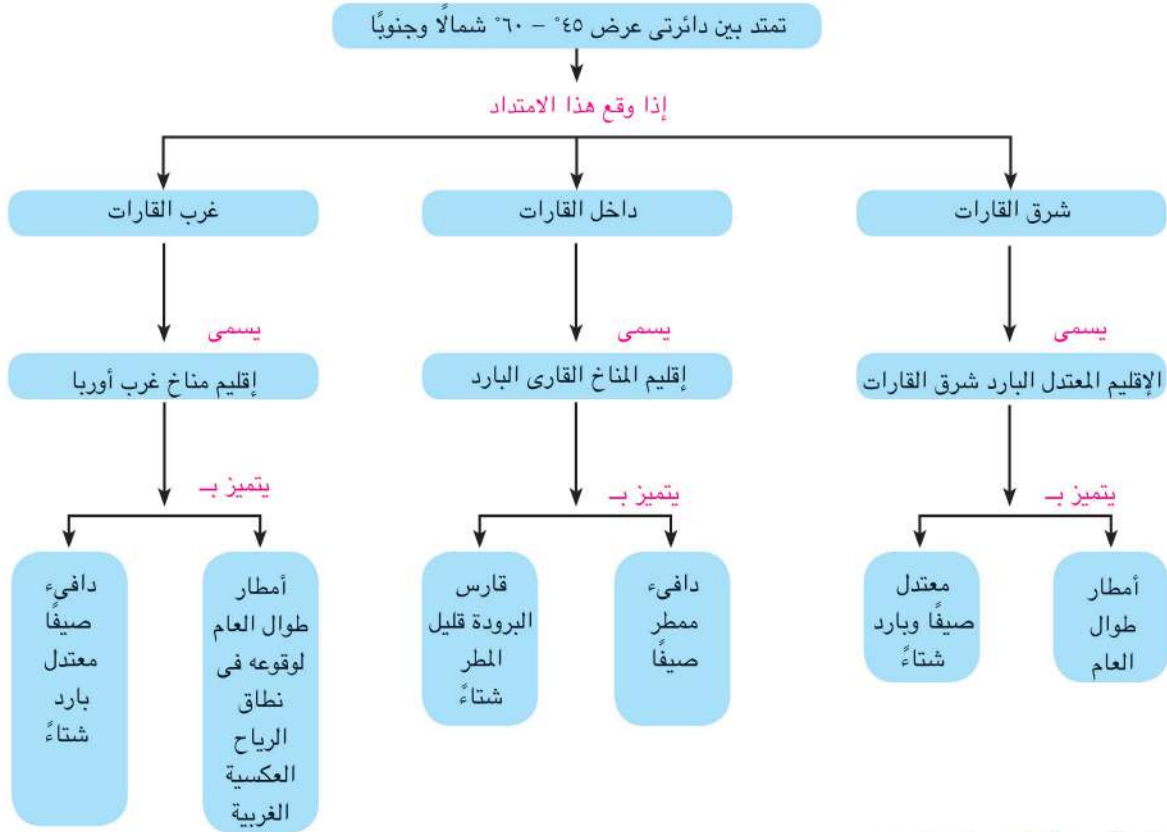 تمتد بين دائرتى عرض ٤٥° – ٦٠° شمالًا وجنوبًا
إذا وقع هذا الامتداد
شرق القارات
داخل القارات
غرب القارات
يسمى
يسمى
يسمى
الإقليم المعتدل البارد شرق القارات
إقليم المناخ القارى البارد
إقليم مناخ غرب أوربا
يتميز بـ
يتميز بـ
يتميز بـ
أمطار
طوال
العام
معتدل
صيفًا وبارد
شتاءً
دافىء
ممطر
صيفًا
قارس
البرودة قليل
المطر
شتاءً
أمطار
طوال العام
لوقوعه فى
نطاق
الرياح
العكسية
الغربية
دافىء
صيفًا
معتدل
بارد
شتاءً